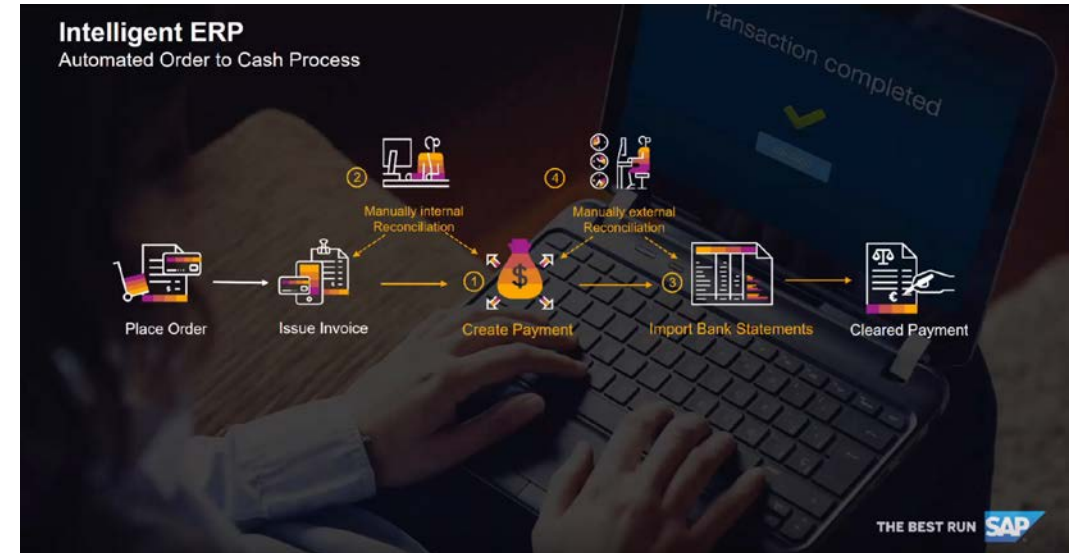 Intelligent ERP
Automated Order to Cash Process
Transaction completed
2
4
Manually internal
Reconciliation
Manually external
Reconciliation
1
$
3
Place Order
Issue Invoice
Create Payment
Import Bank Statements
Cleared Payment
€
THE BEST RUN SAP